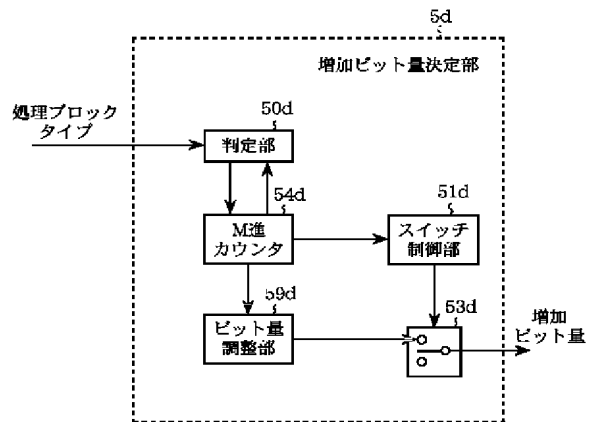 5d
増加ビット量決定部
処理ブロック
タイプ
50d
判定部
54d
M進
カウンタ
51d
スイッチ
制御部
59d
ビット量
調整部
53d
増加
ビット量